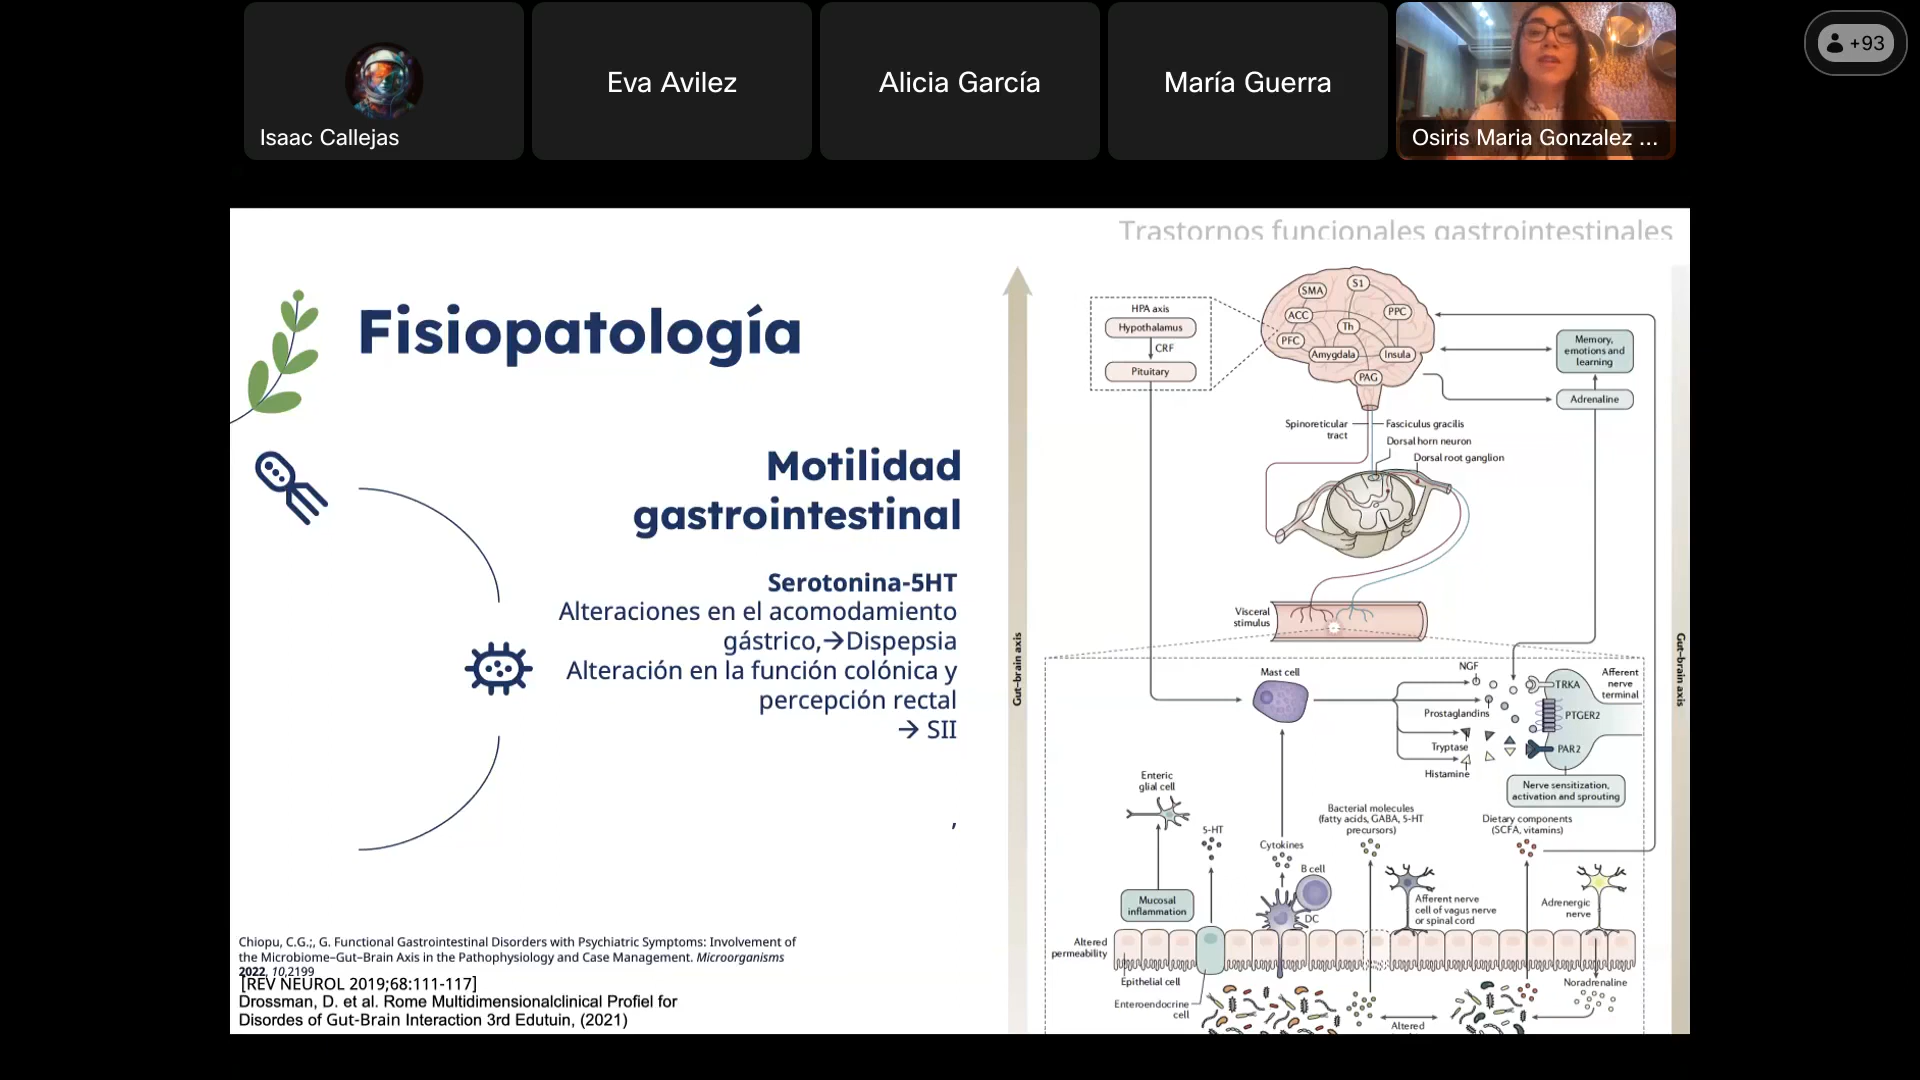 Isaac Callejas
Eva Avilez
Alicia García
María Guerra
Osiris Maria Gonzalez ...
+93
Trastornos funcionales gastrointestinales
Fisiopatología
Motilidad
gastrointestinal
Serotonina-5HT
Alteraciones en el acomodamiento
gástrico,→Dispepsia
Alteración en la función colónica y
percepción rectal
→ SII
,
Chiopu, C.G.;, G. Functional Gastrointestinal Disorders with Psychiatric Symptoms: Involvement of
the Microbiome–Gut–Brain Axis in the Pathophysiology and Case Management. Microorganisms
2022, 10,2199
[REV NEUROL 2019;68:111-117]
Drossman, D. et al. Rome Multidimensionalclinical Profiel for
Disordes of Gut-Brain Interaction 3rd Edutuin, (2021)
Gut–brain axis
HPA axis
Hypothalamus
CRF
Pituitary
SMA
S1
ACC
PPC
Th
PFC
Amygdala
Insula
PAG
Memory,
emotions and
learning
Adrenaline
Spinoreticular
tract
Fasciculus gracilis
Dorsal horn neuron
Dorsal root ganglion
Visceral
stimulus
Gut–brain axis
Mast cell
NGF
Prostaglandins
Tryptase
Histamine
TRKA
PTGER2
PAR2
Afferent
nerve
terminal
Nerve sensitization,
activation and sprouting
Enteric
glial cell
5-HT
Cytokines
B cell
DC
Bacterial molecules
(fatty acids, GABA, 5-HT
precursors)
Dietary components
(SCFA, vitamins)
Mucosal
inflammation
Afferent nerve
cell of vagus nerve
or spinal cord
Adrenergic
nerve
Altered
permeability
Epithelial cell
Enteroendocrine
cell
Noradrenaline
Altered